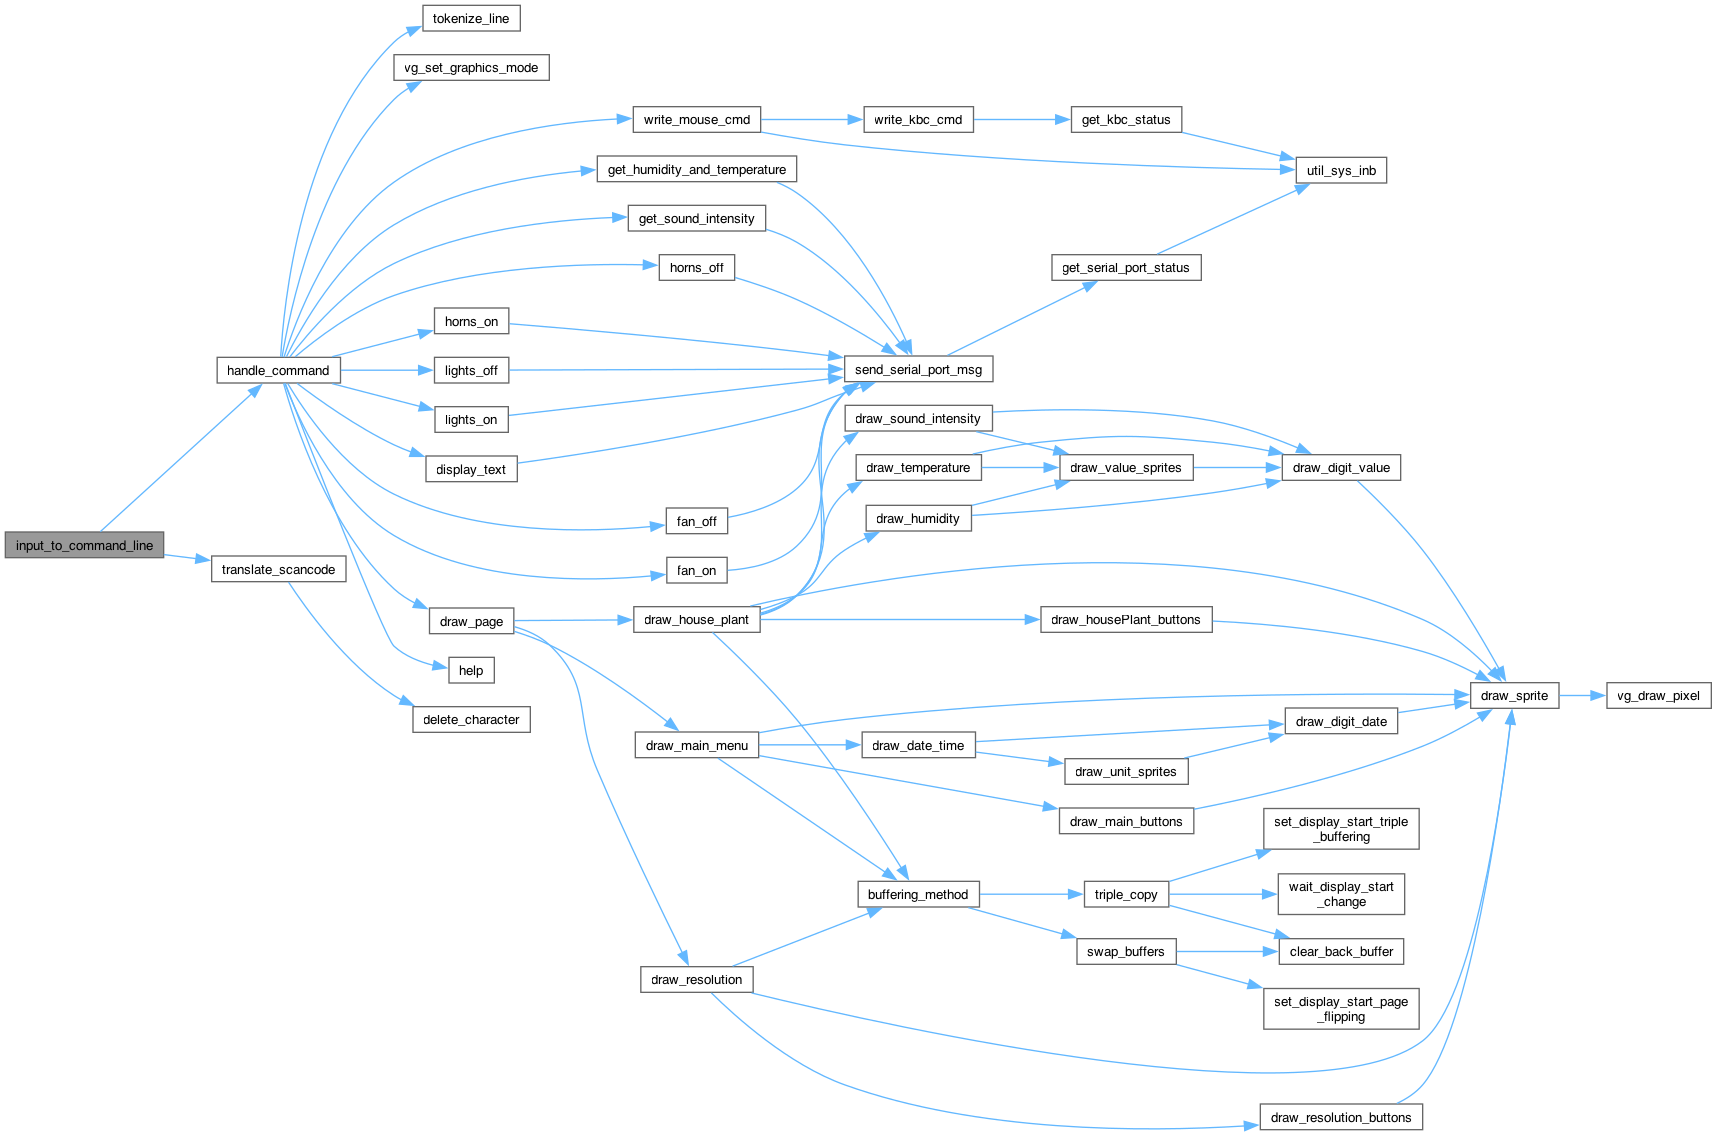 tokenize_line
vg_set_graphics_mode
write_mouse_cmd
write_kbc_cmd
get_kbc_status
get_humidity_and_temperature
util_sys_inb
get_sound_intensity
horns_off
get_serial_port_status
horns_on
handle_command
lights_off
send_serial_port_msg
lights_on
draw_sound_intensity
display_text
draw_temperature
draw_value_sprites
draw_digit_value
fan_off
draw_humidity
input_to_command_line
translate_scancode
fan_on
draw_page
draw_house_plant
draw_housePlant_buttons
help
draw_sprite
vg_draw_pixel
delete_character
draw_main_menu
draw_date_time
draw_digit_date
draw_unit_sprites
draw_main_buttons
set_display_start_triple
_buffering
buffering_method
triple_copy
wait_display_start
_change
swap_buffers
clear_back_buffer
draw_resolution
set_display_start_page
_flipping
draw_resolution_buttons